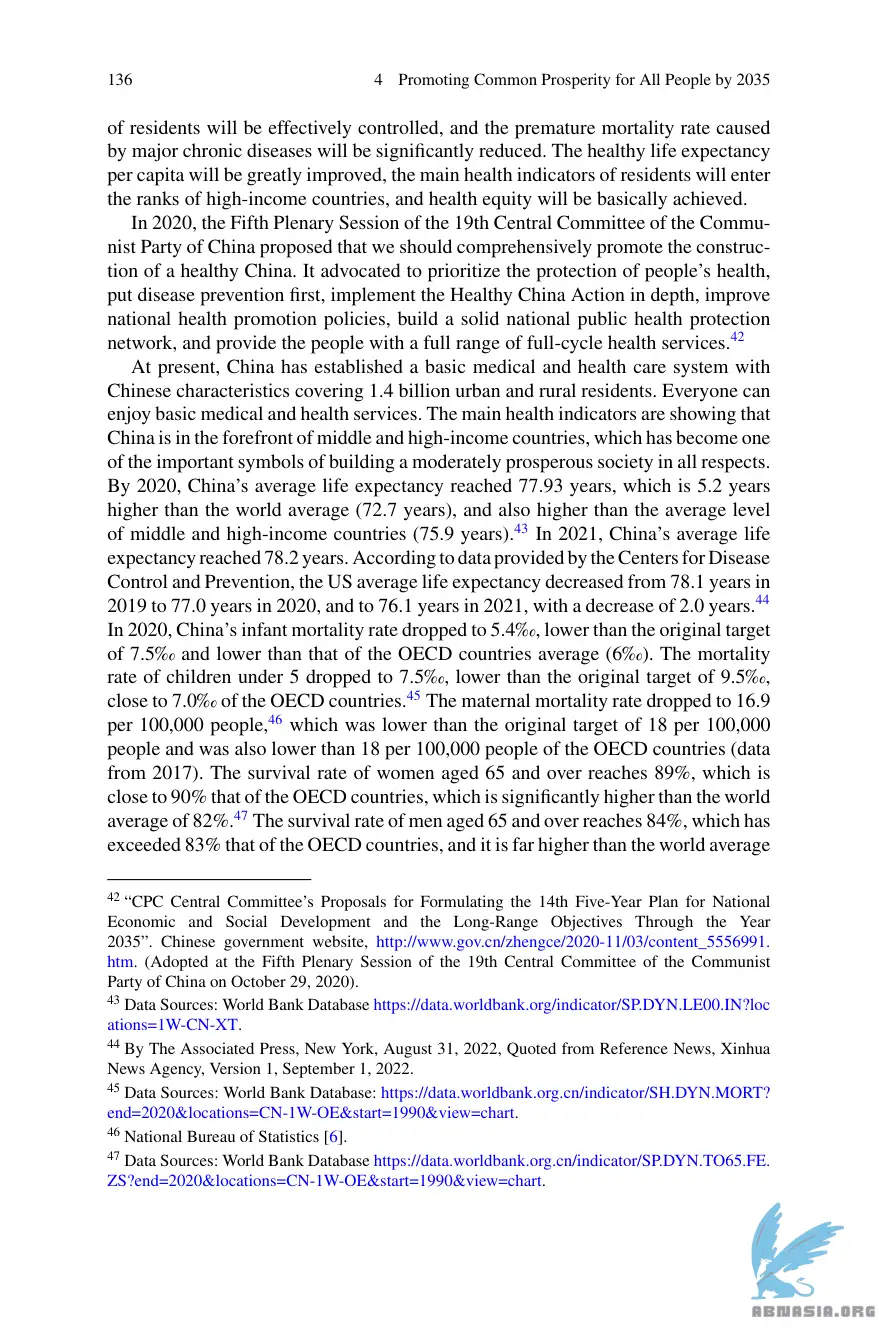 136 4 Promoting Common Prosperity for All People by 2035
of residents will be effectively controlled, and the premature mortality rate caused
by major chronic diseases will be significantly reduced. The healthy life expectancy
per capita will be greatly improved, the main health indicators of residents will enter
the ranks of high-income countries, and health equity will be basically achieved.
In 2020, the Fifth Plenary Session of the 19th Central Committee of the Commu-
nist Party of China proposed that we should comprehensively promote the construc-
tion of a healthy China. It advocated to prioritize the protection of people's health,
put disease prevention first, implement the Healthy China Action in depth, improve
national health promotion policies, build a solid national public health protection
network, and provide the people with a full range of full-cycle health services.42
At present, China has established a basic medical and health care system with
Chinese characteristics covering 1.4 billion urban and rural residents. Everyone can
enjoy basic medical and health services. The main health indicators are showing that
China is in the forefront of middle and high-income countries, which has become one
of the important symbols of building a moderately prosperous society in all respects.
By 2020, China's average life expectancy reached 77.93 years, which is 5.2 years
higher than the world average (72.7 years), and also higher than the average level
of middle and high-income countries (75.9 years).43 In 2021, China's average life
expectancy reached 78.2 years. According to data provided by the Centers for Disease
Control and Prevention, the US average life expectancy decreased from 78.1 years in
2019 to 77.0 years in 2020, and to 76.1 years in 2021, with a decrease of 2.0 years.44
In 2020, China's infant mortality rate dropped to 5.4‰, lower than the original target
of 7.5‰ and lower than that of the OECD countries average (6‰). The mortality
rate of children under 5 dropped to 7.5‰, lower than the original target of 9.5‰,
close to 7.0‰ of the OECD countries.45 The maternal mortality rate dropped to 16.9
per 100,000 people,46 which was lower than the original target of 18 per 100,000
people and was also lower than 18 per 100,000 people of the OECD countries (data
from 2017). The survival rate of women aged 65 and over reaches 89%, which is
close to 90% that of the OECD countries, which is significantly higher than the world
average of 82%.47 The survival rate of men aged 65 and over reaches 84%, which has
exceeded 83% that of the OECD countries, and it is far higher than the world average
42 “CPC Central Committee's Proposals for Formulating the 14th Five-Year Plan for National
Economic and Social Development and the Long-Range Objectives Through the Year
2035”. Chinese government website, http://www.gov.cn/zhengce/2020-11/03/content_5556991.
htm. (Adopted at the Fifth Plenary Session of the 19th Central Committee of the Communist
Party of China on October 29, 2020).
43 Data Sources: World Bank Database https://data.worldbank.org/indicator/SP.DYN.LE00.IN?loc
ations=1W-CN-XT.
44 By The Associated Press, New York, August 31, 2022, Quoted from Reference News, Xinhua
News Agency, Version 1, September 1, 2022.
45 Data Sources: World Bank Database: https://data.worldbank.org.cn/indicator/SH.DYN.MORT?
end=2020&locations=CN-1W-OE&start=1990&view=chart.
46 National Bureau of Statistics [6].
47 Data Sources: World Bank Database https://data.worldbank.org.cn/indicator/SP.DYN.TO65.FE.
ZS?end=2020&locations=CN-1W-OE&start=1990&view=chart.
ABNASIA.ORG